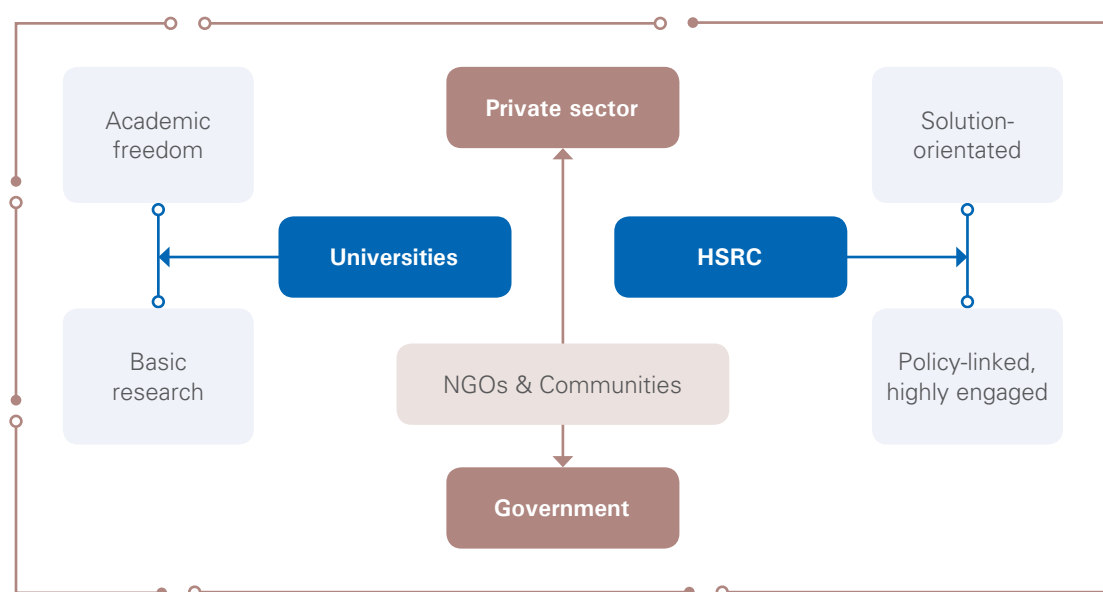 Academic
freedom
Private sector
Solution-
orientated
Universities
HSRC
Basic
research
NGOs & Communities
Policy-linked,
highly engaged
Government